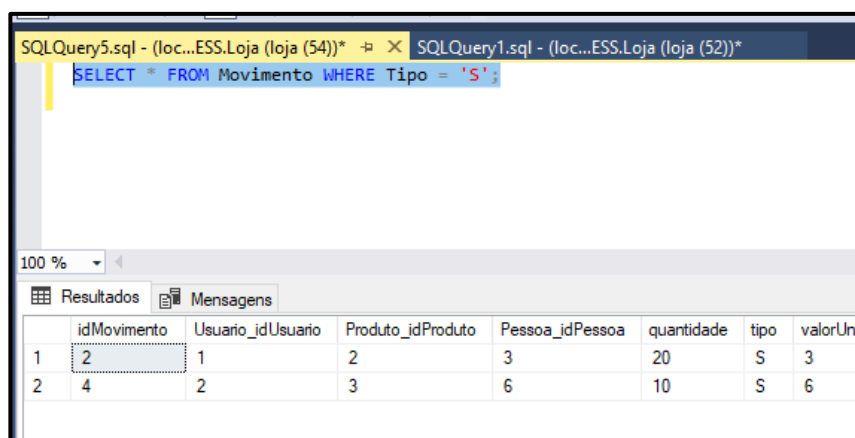 SQLQuery5.sql - (loc...ESS.Loja (loja (54))* SQLQuery1.sql - (loc...ESS.Loja (loja (52))*
SELECT * FROM Movimento WHERE Tipo = 'S';
100 %
Resultados Mensagens
idMovimento Usuario_idUsuario Produto_idProduto Pessoa_idPessoa quantidade tipo valorUn
1 2 1 2 3 20 S 3
2 4 2 3 6 10 S 6